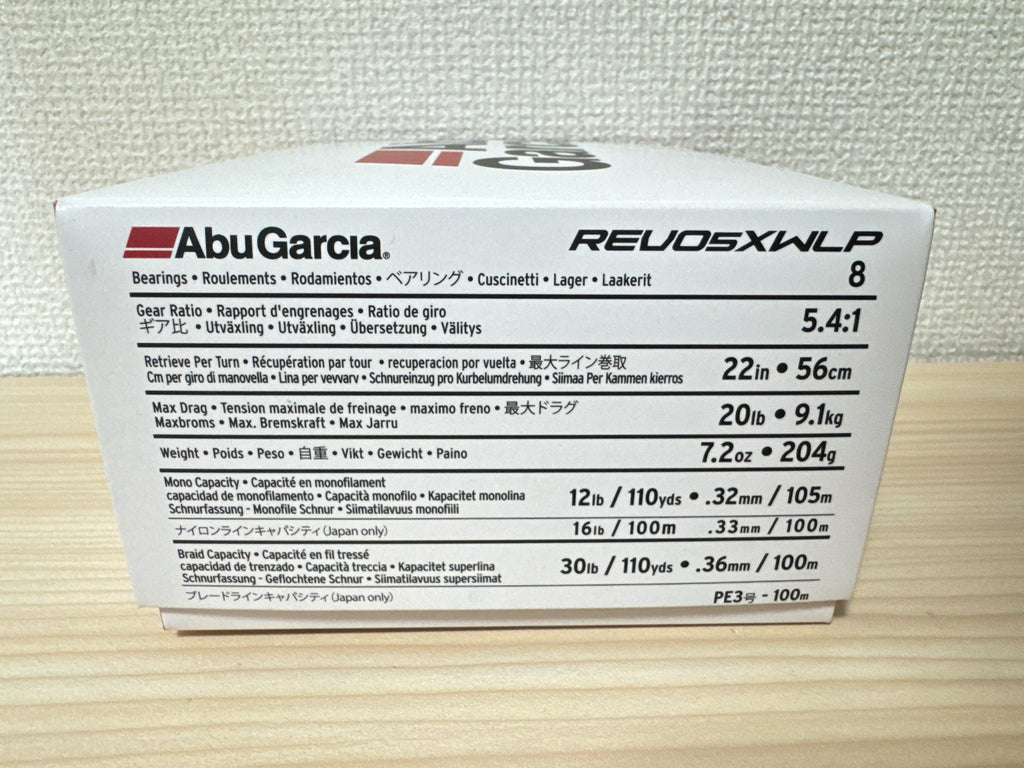 AbuGarcia®
REVO5XWLP
Bearings • Roulements • Rodamientos • ベアリング • Cuscinetti • Lager • Laakerit
8
Gear Ratio • Rapport d'engrenages • Ratio de giro
ギア比 • Utväxling • Utväxling • Übersetzung • Välitys
5.4:1
Retrieve Per Turn • Récupération par tour • recuperacion por vuelta • 最大ライン巻取
Cm per giro di manovella • Lina per vevvarv • Schnureinzug pro Kurbelumdrehung • Siimaa Per Kammen kierros
22in • 56cm
Max Drag • Tension maximale de freinage • maximo freno • 最大ドラグ
Maxbroms • Max. Bremskraft • Max Jarru
20lb • 9.1kg
Weight • Poids • Peso • 自重 • Vikt • Gewicht • Paino
7.2oz • 204g
Mono Capacity • Capacité en monofilament
capacidad de monofilamento • Capacità monofilo • Kapacitet monolina
Schnurfassung - Monofile Schnur • Siimatilavuus monofiili
12lb / 110yds • .32mm / 105m
ナイロンラインキャパシティ(Japan only)
16lb / 100m .33mm / 100m
Braid Capacity • Capacité en fil tressé
capacidad de trenzado • Capacità treccia • Kapacitet superlina
Schnurfassung - Geflochtene Schnur • Siimatilavuus supersiimat
30lb / 110yds • .36mm / 100m
ブレードラインキャパシティ(Japan only)
PE3号 - 100m